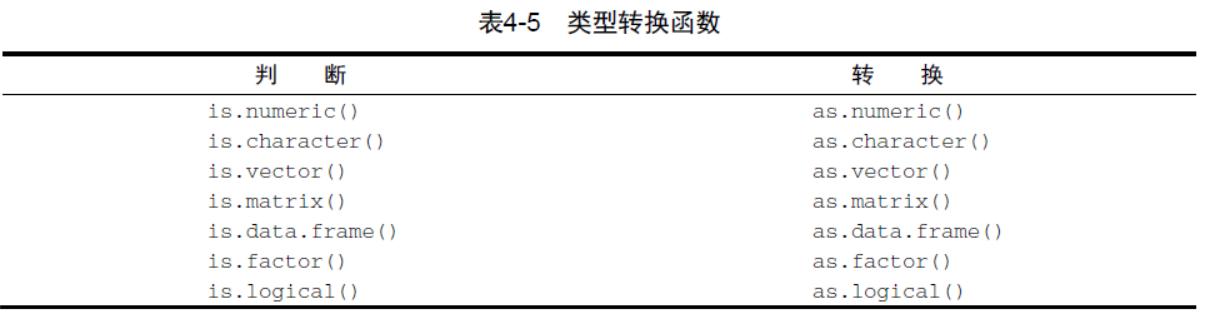 表4-5 类型转换函数
判 断 转 换
is.numeric() as.numeric()
is.character() as.character()
is.vector() as.vector()
is.matrix() as.matrix()
is.data.frame() as.data.frame()
is.factor() as.factor()
is.logical() as.logical()